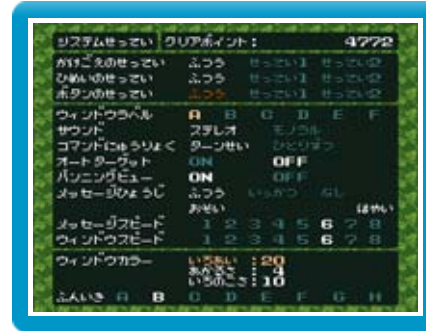 システムせってい クリアポイント： 4772
かけごえのせってい ふつう せってい1 せってい2
ひめいのせってい ふつう せってい1 せってい2
ボタンのせってい ふつう せってい1 せってい2
ウィンドウラベル A B C D E F
サウンド ステレオ モノラル
コマンドにゅうりょく ターンせい ひとりずつ
オートターゲット ON OFF
パンニングビュー ON OFF
メッセージひょうじ ふつう いっかつ なし
おそい はやい
メッセージスピード 1 2 3 4 5 6 7 8
ウィンドウスピード 1 2 3 4 5 6 7 8
ウィンドウカラー いろあい ：20
あかるさ ： 4
いろのこさ：10
ふんいき A B C D E F G H